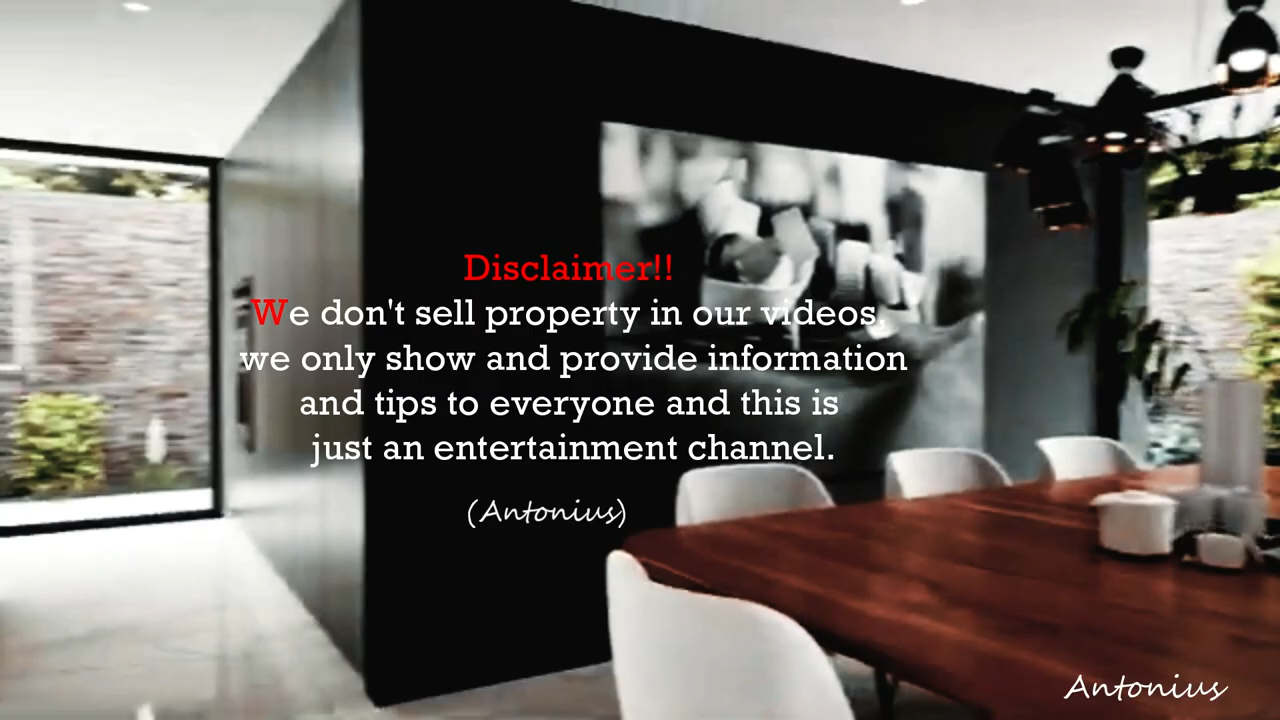 Disclaimer!!
We don't sell property in our videos,
we only show and provide information
and tips to everyone and this is
just an entertainment channel.
(Antonius)
Antonius